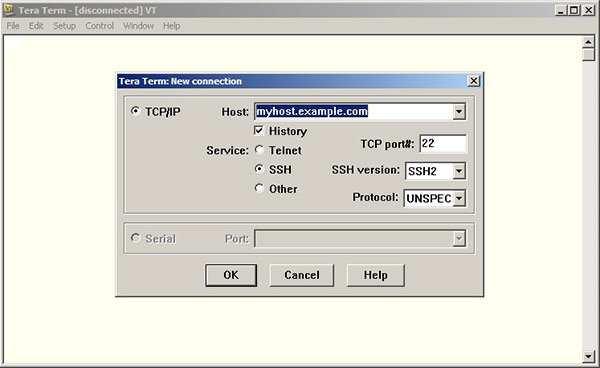 Tera Term - [disconnected] VT
File Edit Setup Control Window Help
Tera Term: New connection
TCP/IP Host: myhost.example.com
History
Service: Telnet TCP port#: 22
SSH SSH version: SSH2
Other Protocol: UNSPEC
Serial Port:
OK Cancel Help